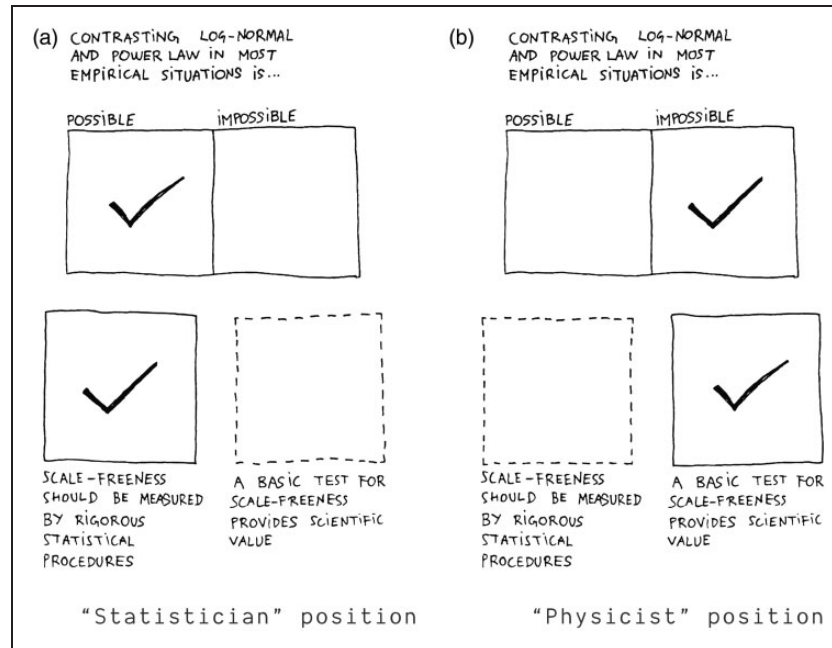 (a) CONTRASTING LOG-NORMAL
AND POWER LAW IN MOST
EMPIRICAL SITUATIONS IS...
POSSIBLE IMPOSSIBLE
SCALE-FREENESS
SHOULD BE MEASURED
BY RIGOROUS
STATISTICAL
PROCEDURES
A BASIC TEST FOR
SCALE-FREENESS
PROVIDES SCIENTIFIC
VALUE
"Statistician" position
(b) CONTRASTING LOG-NORMAL
AND POWER LAW IN MOST
EMPIRICAL SITUATIONS IS...
POSSIBLE IMPOSSIBLE
SCALE-FREENESS
SHOULD BE MEASURED
BY RIGOROUS
STATISTICAL
PROCEDURES
A BASIC TEST FOR
SCALE-FREENESS
PROVIDES SCIENTIFIC
VALUE
"Physicist" position